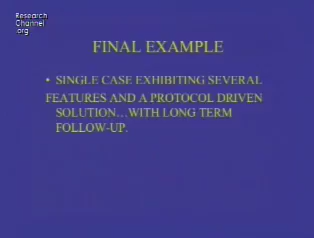 Research
Channel
.org
FINAL EXAMPLE
• SINGLE CASE EXHIBITING SEVERAL
FEATURES AND A PROTOCOL DRIVEN
SOLUTION…WITH LONG TERM
FOLLOW-UP.